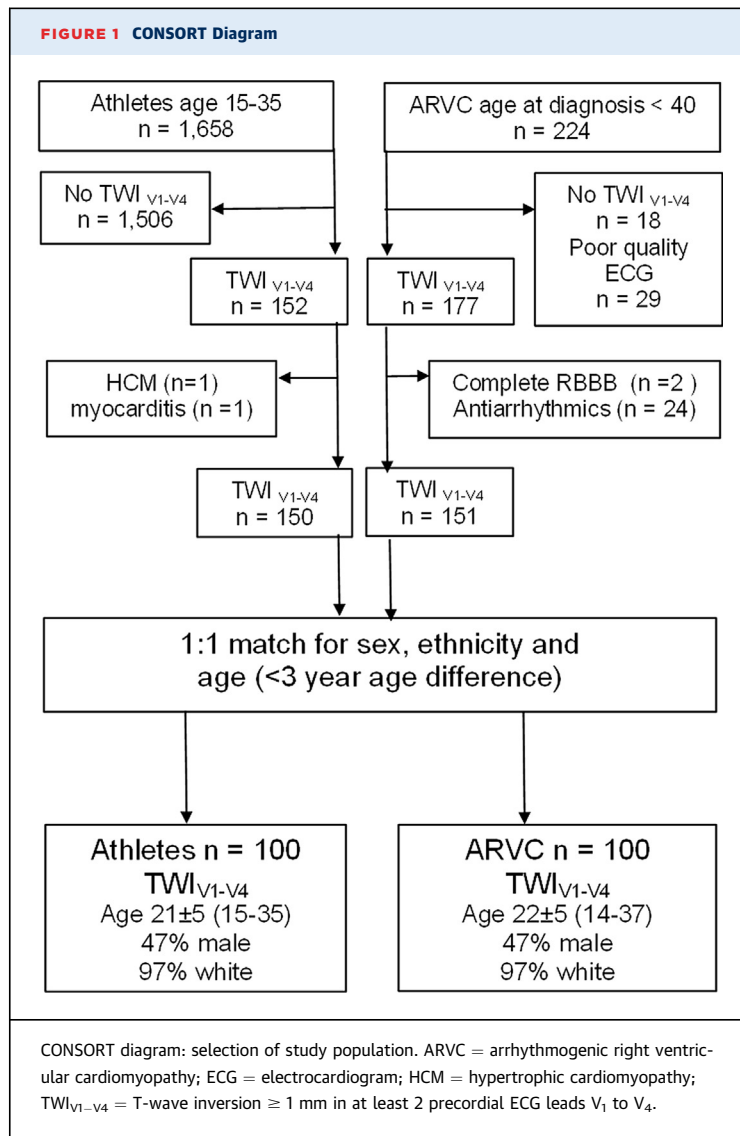 FIGURE 1 CONSORT Diagram
Athletes age 15-35
n = 1,658
ARVC age at diagnosis < 40
n = 224
No TWI V1-V4
n = 1,506
No TWI V1-V4
n = 18
Poor quality
ECG
n = 29
TWI V1-V4
n = 152
TWI V1-V4
n = 177
HCM (n=1)
myocarditis (n =1)
Complete RBBB (n =2 )
Antiarrhythmics (n = 24)
TWI V1-V4
n = 150
TWI V1-V4
n = 151
1:1 match for sex, ethnicity and
age (<3 year age difference)
Athletes n = 100
TWIV1-V4
Age 21±5 (15-35)
47% male
97% white
ARVC n = 100
TWIV1-V4
Age 22±5 (14-37)
47% male
97% white
CONSORT diagram: selection of study population. ARVC = arrhythmogenic right ventric-
ular cardiomyopathy; ECG = electrocardiogram; HCM = hypertrophic cardiomyopathy;
TWIV1–V4 = T-wave inversion ≥ 1 mm in at least 2 precordial ECG leads V1 to V4.